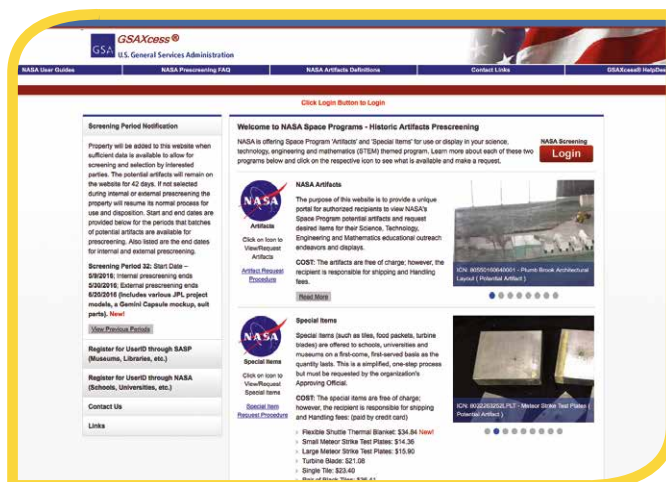 GSAXcess®
GSA
U.S. General Services Administration
NASA User Guides
NASA Prescreening FAQ
NASA Artifacts Definitions
Contact Links
GSAXcess® HelpDes
Click Login Button to Login
Screening Period Notification
Property will be added to this website when
sufficient data is available to allow for
screening and selection by interested
parties. The potential artifacts will remain on
the website for 42 days. If not selected
during internal or external prescreening the
property will resume its normal process for
use and disposition. Start and end dates are
provided below for the periods that batches
of potential artifacts are available for
prescreening. Also listed are the end dates
for internal and external prescreening.
Screening Period 32: Start Date –
5/9/2016; Internal prescreening ends
5/30/2016; External prescreening ends
6/20/2016 (includes various JPL project
models, a Gemini Capsule mockup, suit
parts). New!
View Previous Periods
Register for UserID through SASP
(Museums, Libraries, etc.)
Register for UserID through NASA
(Schools, Universities, etc.)
Contact Us
Links
Welcome to NASA Space Programs - Historic Artifacts Prescreening
NASA is offering Space Program 'Artifacts' and 'Special Items' for use or display in your science,
technology, engineering and mathematics (STEM) themed program. Learn more about each of these two
programs below and click on the respective icon to see what is available and make a request.
NASA Screening
Login
NASA
Artifacts
Click on Icon to
View/Request
Artifacts
Artifact Request
Procedure
NASA Artifacts
The purpose of this website is to provide a unique
portal for authorized recipients to view NASA's
Space Program potential artifacts and request
desired items for their Science, Technology,
Engineering and Mathematics educational outreach
endeavors and displays.
COST: The artifacts are free of charge; however, the
recipient is responsible for shipping and Handling
fees.
Read More
ICN: 80550169640001 - Plumb Brook Architectural
Layout ( Potential Artifact )
NASA
Special Items
Click on Icon to
View/Request
Special Items
Special Item
Request Procedure
Special Items
Special items (such as tiles, food packets, turbine
blades) are offered to schools, universities and
museums on a first-come, first-served basis as the
quantity lasts. This is a simplified, one-step process
but must be requested by the organization's
Approving Official.
COST: The special items are free of charge;
however, the recipient is responsible for shipping
and Handling fees: (paid by credit card)
Flexible Shuttle Thermal Blanket: $34.84 New!
Small Meteor Strike Test Plates: $14.36
Large Meteor Strike Test Plates: $15.90
Turbine Blade: $21.08
Single Tile: $23.40
Pair of Black Tiles:
- Meteor Strike Test Plates (
Potential Artifact )